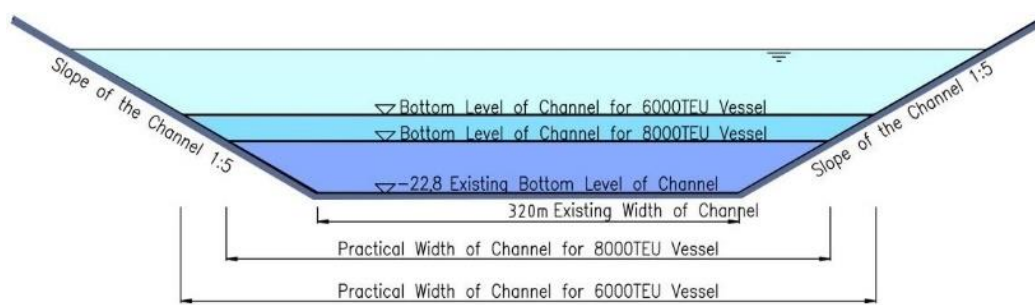 Slope of the Channel 1:5
Slope of the Channel 1:5
Bottom Level of Channel for 6000TEU Vessel
Bottom Level of Channel for 8000TEU Vessel
-22.8 Existing Bottom Level of Channel
320m Existing Width of Channel
Practical Width of Channel for 8000TEU Vessel
Practical Width of Channel for 6000TEU Vessel